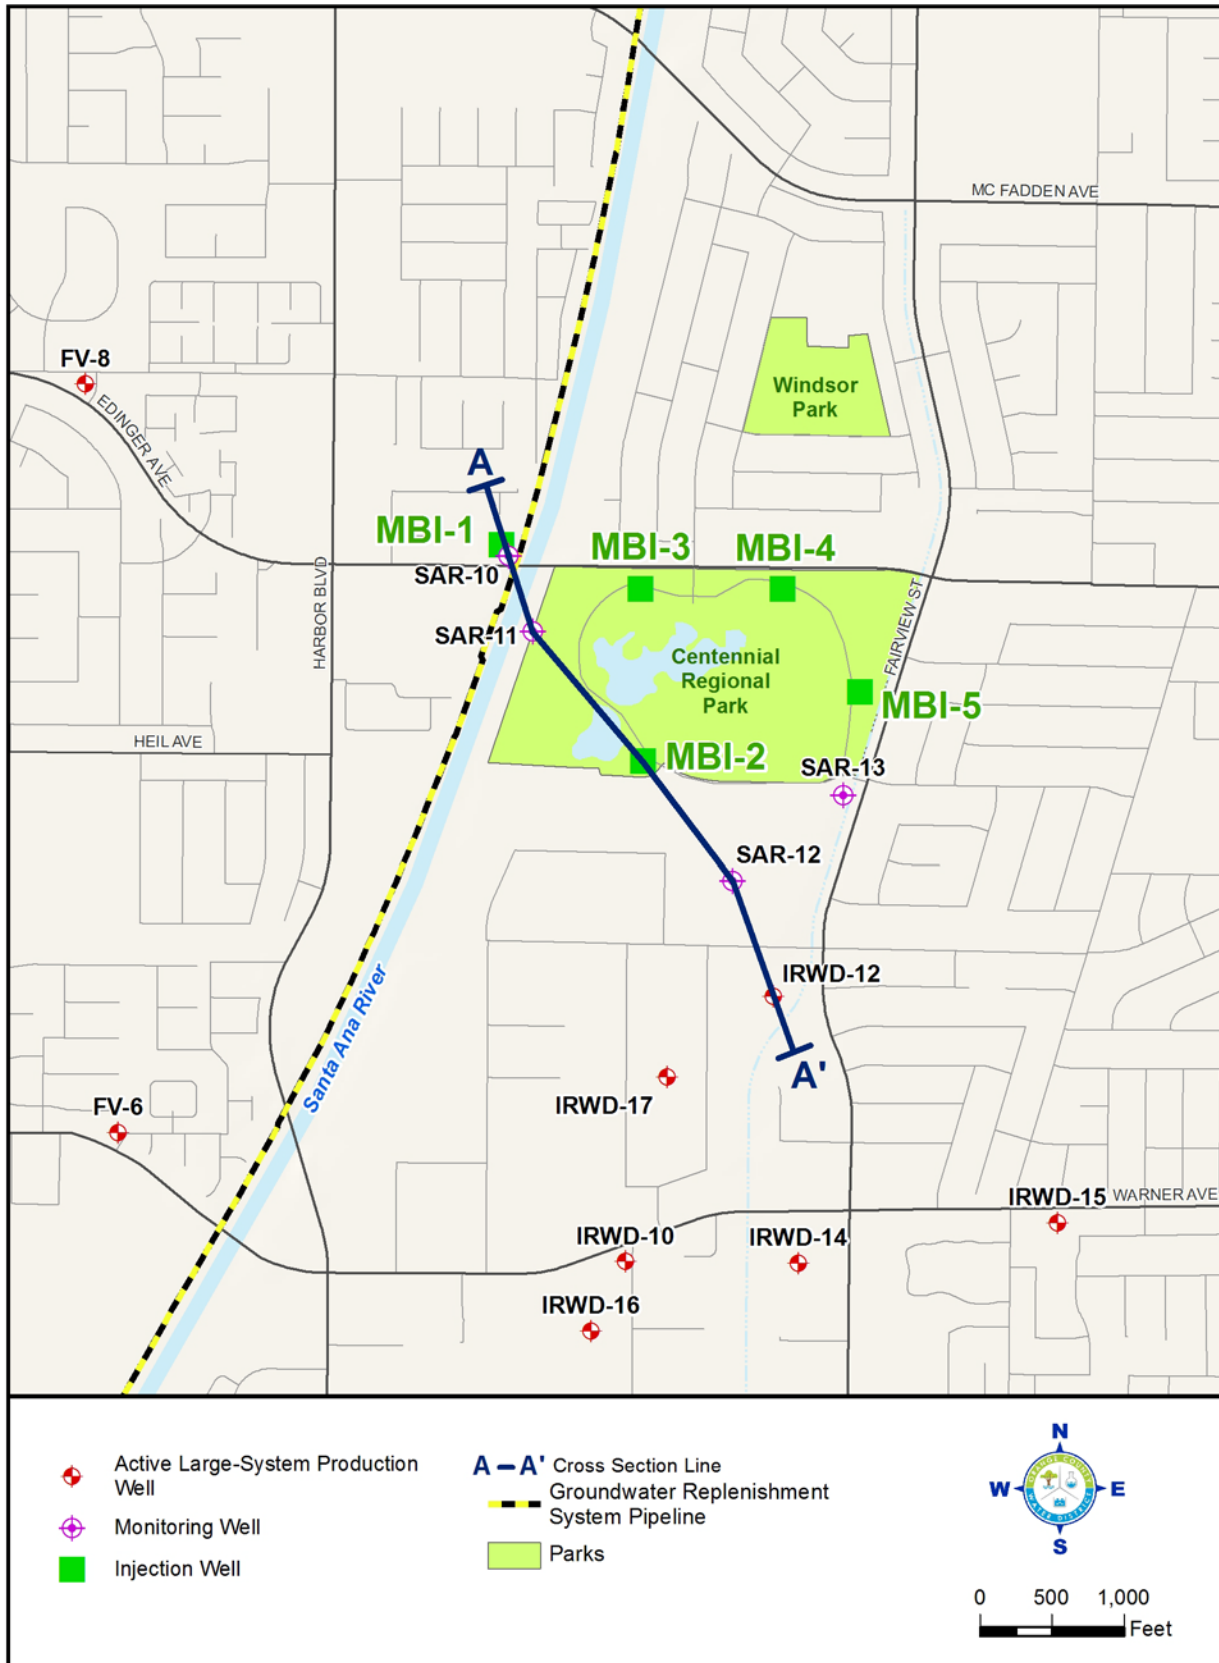 MC FADDEN AVE
FV-8
EDINGER AVE
Windsor
Park
A
MBI-1
MBI-3
MBI-4
SAR-10
HARBOR BLVD
SAR-11
FAIRVIEW ST
Centennial
Regional
Park
MBI-5
HEIL AVE
MBI-2
SAR-13
SAR-12
IRWD-12
Santa Ana River
A'
FV-6
IRWD-17
IRWD-15
WARNER AVE
IRWD-10
IRWD-14
IRWD-16
Active Large-System Production
Well
Monitoring Well
Injection Well
A – A' Cross Section Line
Groundwater Replenishment
System Pipeline
Parks
N
W
E
S
ORANGE COUNTY
WATER DISTRICT
0 500 1,000
Feet